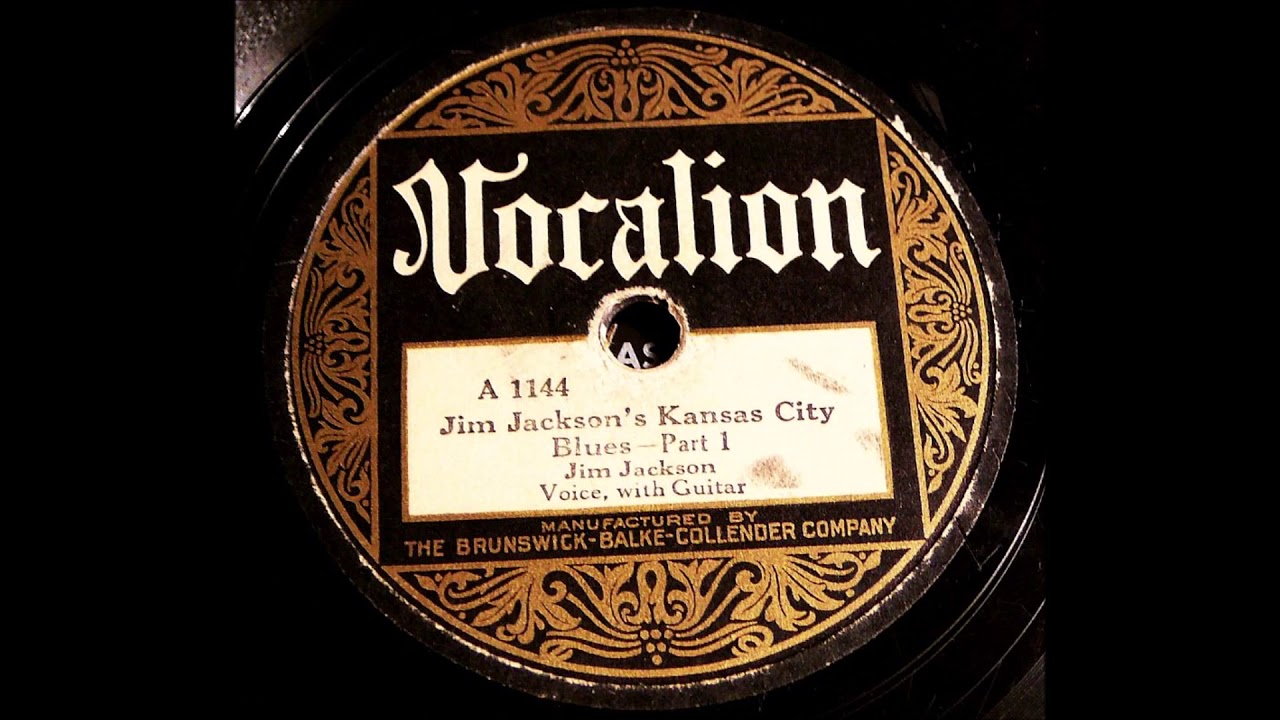 Vocalion
AS
A 1144
Jim Jackson's Kansas City
Blues—Part 1
Jim Jackson
Voice, with Guitar
MANUFACTURED BY
THE BRUNSWICK-BALKE-COLLENDER COMPANY